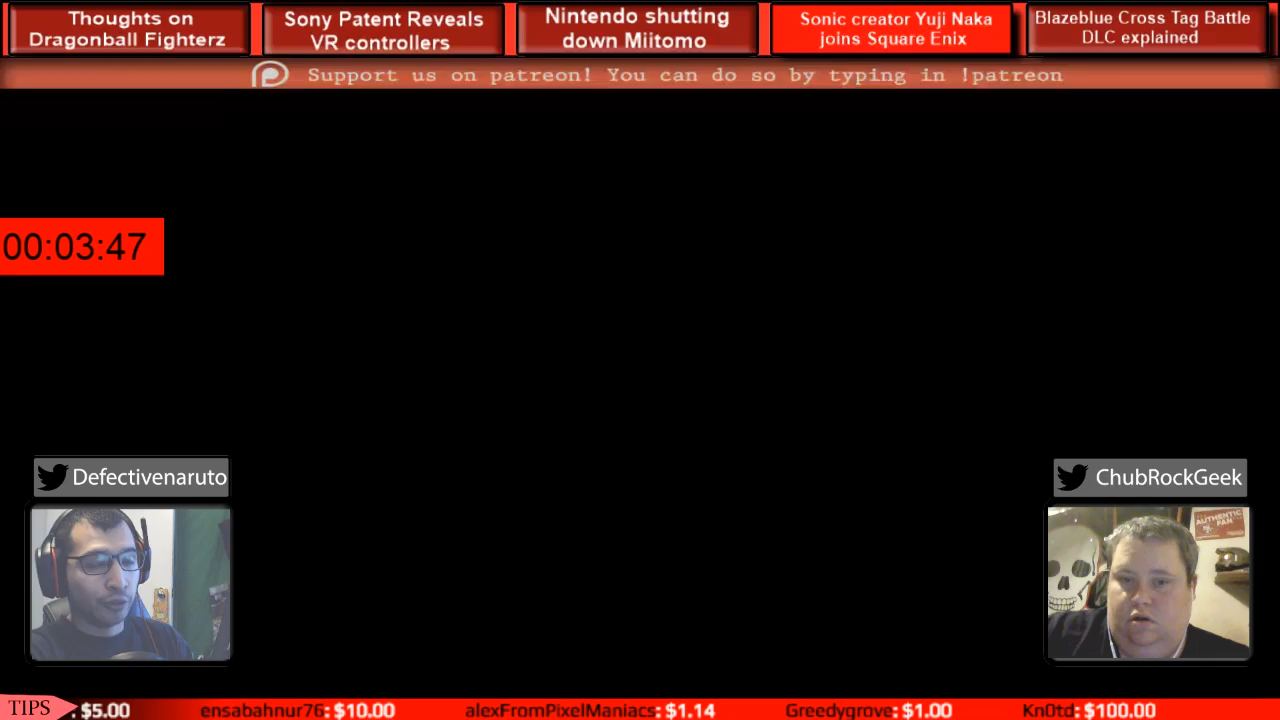 Thoughts on
Dragonball Fighterz
Sony Patent Reveals
VR controllers
Nintendo shutting
down Miitomo
Sonic creator Yuji Naka
joins Square Enix
Blazeblue Cross Tag Battle
DLC explained
Support us on patreon! You can do so by typing in !patreon
00:03:47
Defectivenaruto
ChubRockGeek
AUTHENTIC
FAN
TIPS : $5.00 ensabahnur76: $10.00 alexFromPixelManiacs: $1.14 Greedygrove: $1.00 Kn0td: $100.00